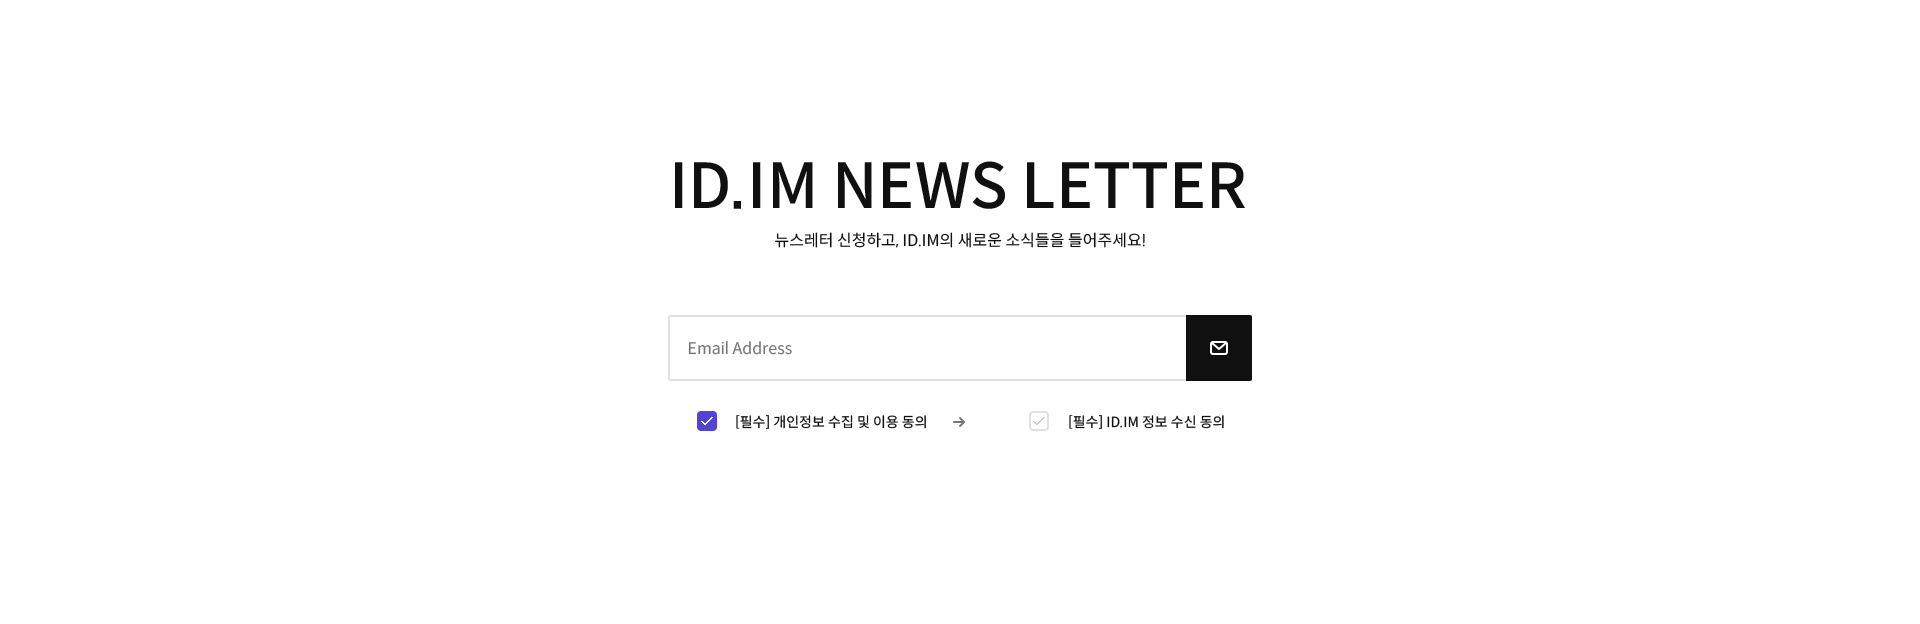 ID.IM NEWS LETTER
뉴스레터 신청하고, ID.IM의 새로운 소식들을 들어주세요!
Email Address
[필수] 개인정보 수집 및 이용 동의
[필수] ID.IM 정보 수신 동의